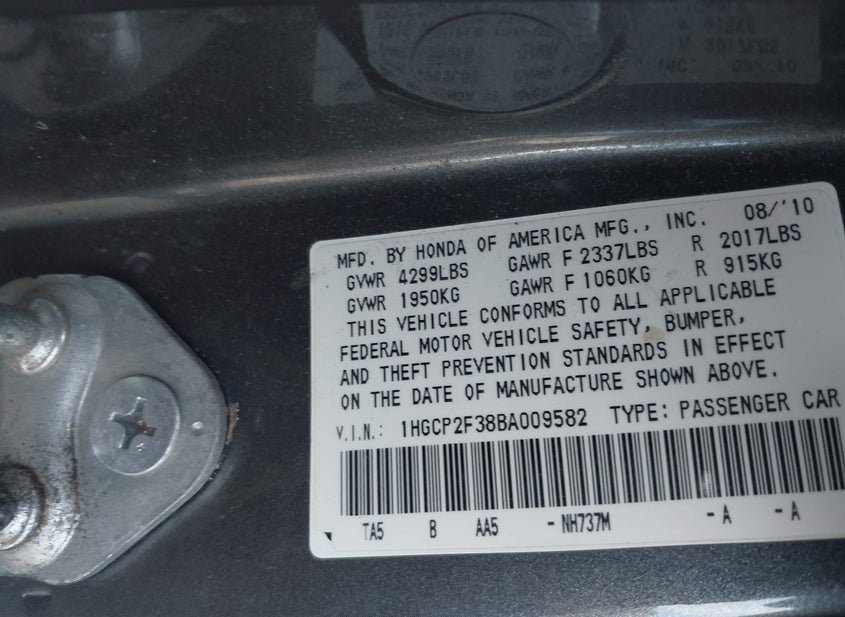 MFD. BY HONDA OF AMERICA MFG., INC. 08/'10
GVWR 4299LBS GAWR F 2337LBS R 2017LBS
GVWR 1950KG GAWR F 1060KG R 915KG
THIS VEHICLE CONFORMS TO ALL APPLICABLE
FEDERAL MOTOR VEHICLE SAFETY, BUMPER,
AND THEFT PREVENTION STANDARDS IN EFFECT
ON THE DATE OF MANUFACTURE SHOWN ABOVE.
V.I.N.: 1HGCP2F38BA009582 TYPE: PASSENGER CAR
TA5 B AA5 - NH737M - A - A